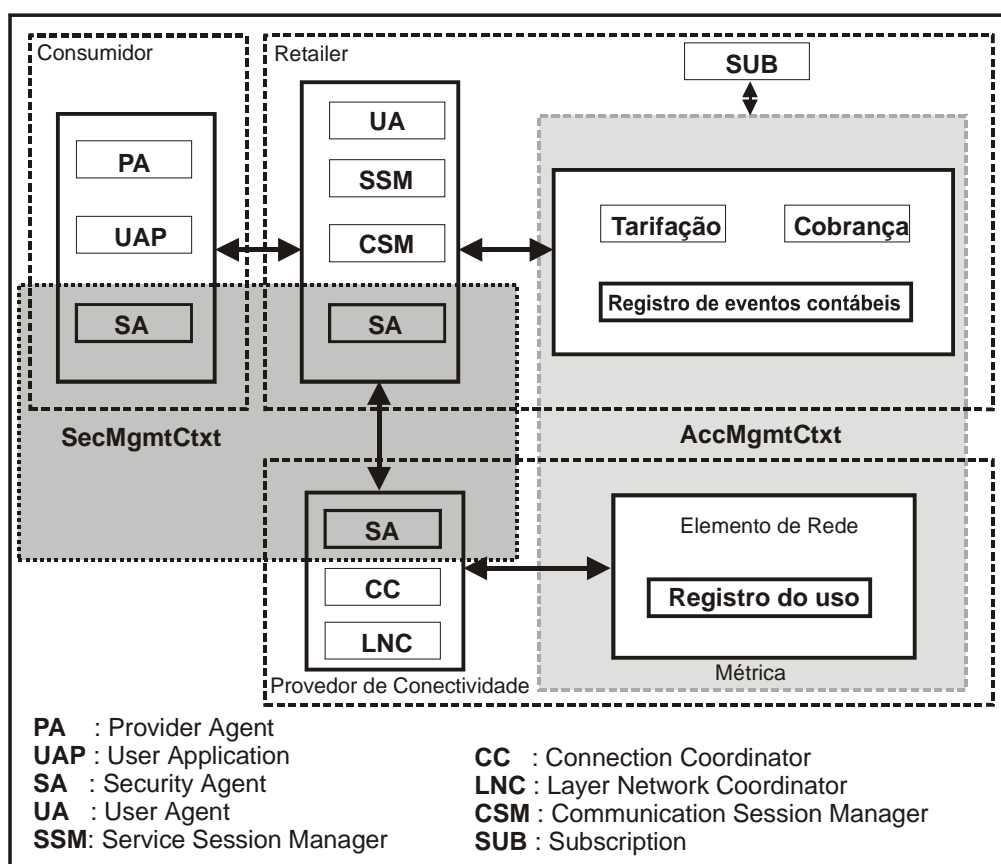 Consumidor
Retailer
SUB
PA
UAP
SA
UA
SSM
CSM
SA
Tarifação
Cobrança
Registro de eventos contábeis
SecMgmtCtxt
AccMgmtCtxt
SA
CC
LNC
Provedor de Conectividade
Elemento de Rede
Registro do uso
Métrica
PA : Provider Agent
UAP : User Application
SA : Security Agent
UA : User Agent
SSM: Service Session Manager
CC : Connection Coordinator
LNC : Layer Network Coordinator
CSM : Communication Session Manager
SUB : Subscription